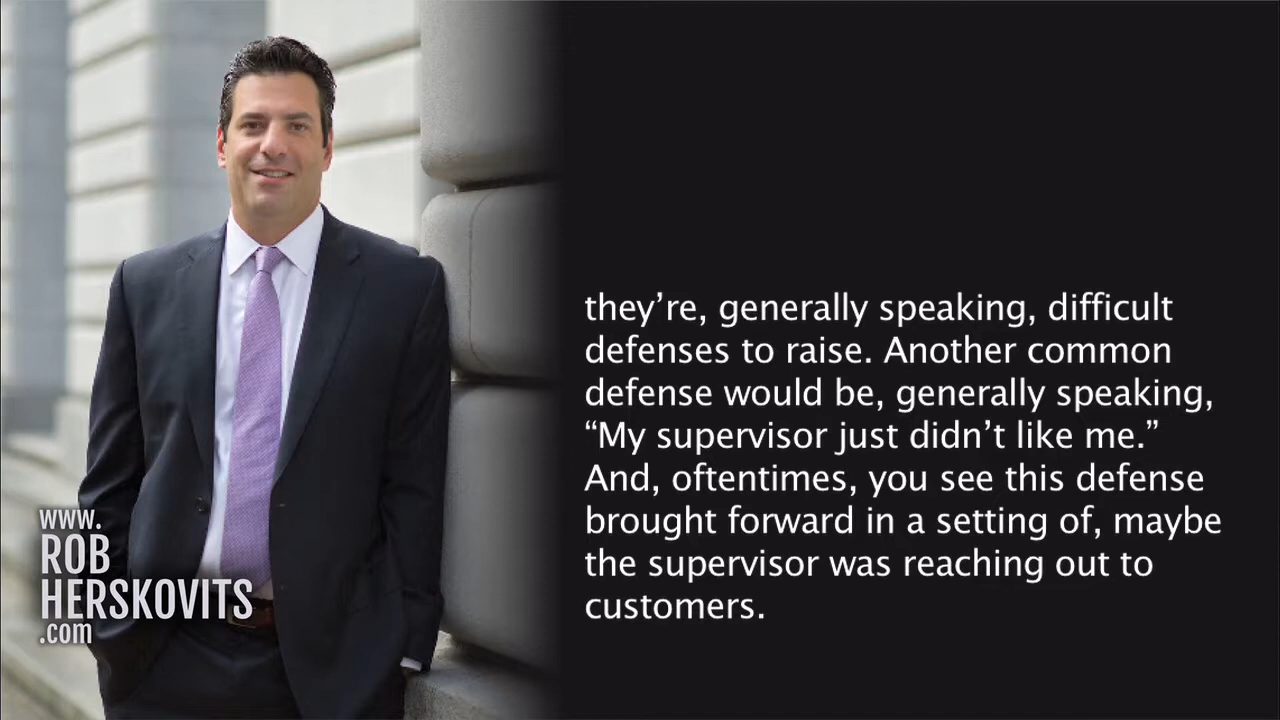 www.
ROB
HERSKOVITS
.com
they’re, generally speaking, difficult
defenses to raise. Another common
defense would be, generally speaking,
“My supervisor just didn’t like me.”
And, oftentimes, you see this defense
brought forward in a setting of, maybe
the supervisor was reaching out to
customers.